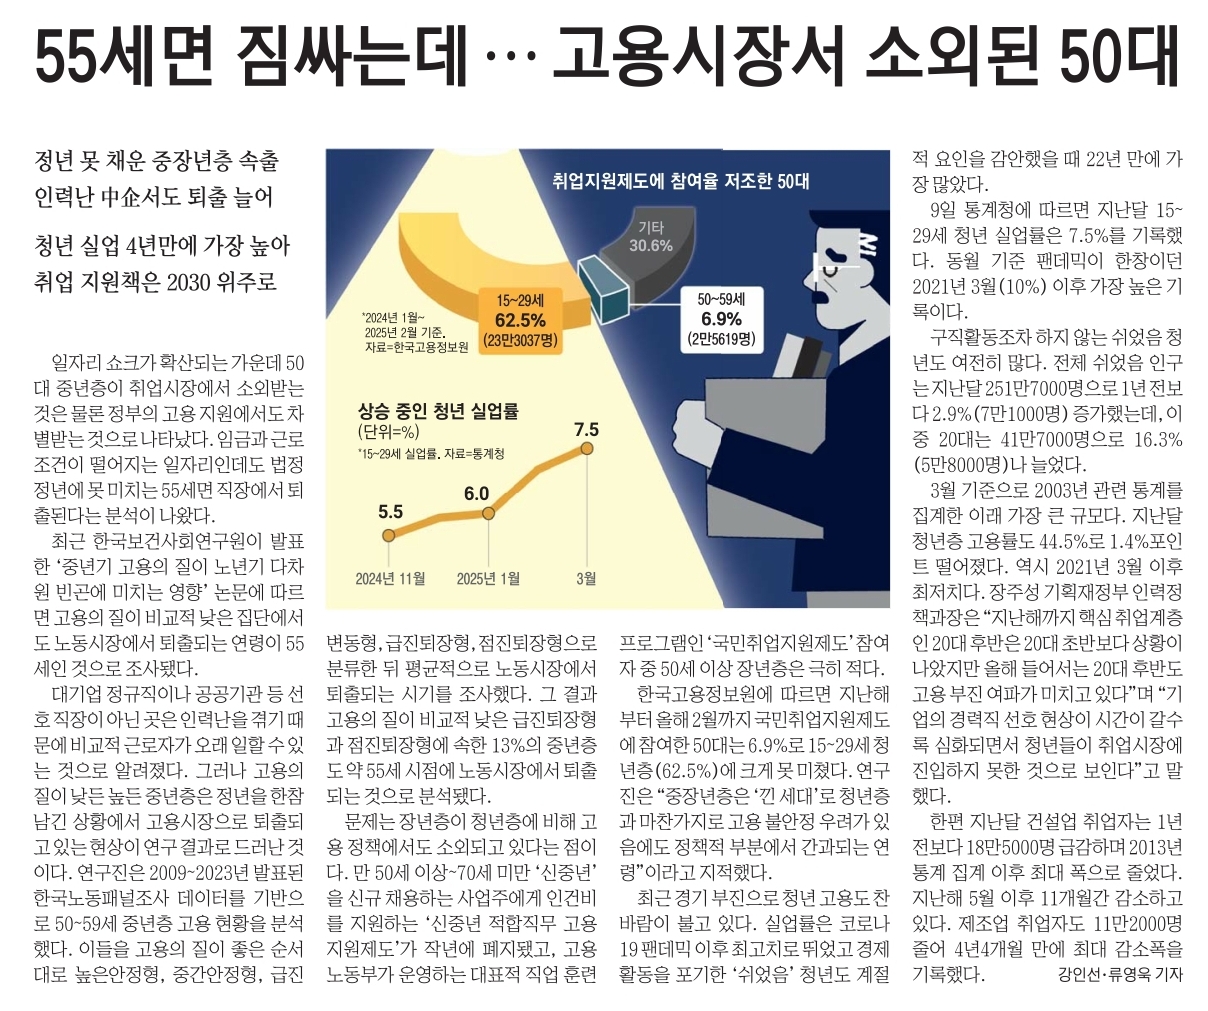 55세면 짐싸는데 … 고용시장서 소외된 50대
정년 못 채운 중장년층 속출
인력난 中企서도 퇴출 늘어
청년 실업 4년만에 가장 높아
취업 지원책은 2030 위주로
일자리 쇼크가 확산되는 가운데 50
대 중년층이 취업시장에서 소외받는
것은 물론 정부의 고용 지원에서도 차
별받는 것으로 나타났다. 임금과 근로
조건이 떨어지는 일자리인데도 법정
정년에 못 미치는 55세면 직장에서 퇴
출된다는 분석이 나왔다.
최근 한국보건사회연구원이 발표
한 ‘중년기 고용의 질이 노년기 다차
원 빈곤에 미치는 영향’ 논문에 따르
면 고용의 질이 비교적 낮은 집단에서
도 노동시장에서 퇴출되는 연령이 55
세인 것으로 조사됐다.
대기업 정규직이나 공공기관 등 선
호 직장이 아닌 곳은 인력난을 겪기 때
문에 비교적 근로자가 오래 일할 수 있
는 것으로 알려졌다. 그러나 고용의
질이 낮든 높든 중년층은 정년을 한참
남긴 상황에서 고용시장으로 퇴출되
고 있는 현상이 연구 결과로 드러난 것
이다. 연구진은 2009~2023년 발표된
한국노동패널조사 데이터를 기반으
로 50~59세 중년층 고용 현황을 분석
했다. 이들을 고용의 질이 좋은 순서
대로 높은안정형, 중간안정형, 급진
취업지원제도에 참여율 저조한 50대
기타
30.6%
15~29세
62.5%
(23만3037명)
50~59세
6.9%
(2만5619명)
*2024년 1월~
2025년 2월 기준.
자료=한국고용정보원
상승 중인 청년 실업률
(단위=%)
*15~29세 실업률. 자료=통계청
5.5
6.0
7.5
2024년 11월
2025년 1월
3월
변동형, 급진퇴장형, 점진퇴장형으로
분류한 뒤 평균적으로 노동시장에서
퇴출되는 시기를 조사했다. 그 결과
고용의 질이 비교적 낮은 급진퇴장형
과 점진퇴장형에 속한 13%의 중년층
도 약 55세 시점에 노동시장에서 퇴출
되는 것으로 분석됐다.
문제는 장년층이 청년층에 비해 고
용 정책에서도 소외되고 있다는 점이
다. 만 50세 이상~70세 미만 ‘신중년’
을 신규 채용하는 사업주에게 인건비
를 지원하는 ‘신중년 적합직무 고용
지원제도’가 작년에 폐지됐고, 고용
노동부가 운영하는 대표적 직업 훈련
프로그램인 ‘국민취업지원제도’ 참여
자 중 50세 이상 장년층은 극히 적다.
한국고용정보원에 따르면 지난해
부터 올해 2월까지 국민취업지원제도
에 참여한 50대는 6.9%로 15~29세 청
년층(62.5%)에 크게 못 미쳤다. 연구
진은 “중장년층은 ‘낀 세대’로 청년층
과 마찬가지로 고용 불안정 우려가 있
음에도 정책적 부분에서 간과되는 연
령”이라고 지적했다.
최근 경기 부진으로 청년 고용도 찬
바람이 불고 있다. 실업률은 코로나
19 팬데믹 이후 최고치로 뛰었고 경제
활동을 포기한 ‘쉬었음’ 청년도 계절
적 요인을 감안했을 때 22년 만에 가
장 많았다.
9일 통계청에 따르면 지난달 15~
29세 청년 실업률은 7.5%를 기록했
다. 동월 기준 팬데믹이 한창이던
2021년 3월(10%) 이후 가장 높은 기
록이다.
구직활동조차 하지 않는 쉬었음 청
년도 여전히 많다. 전체 쉬었음 인구
는 지난달 251만7000명으로 1년 전보
다 2.9%(7만1000명) 증가했는데, 이
중 20대는 41만7000명으로 16.3%
(5만8000명)나 늘었다.
3월 기준으로 2003년 관련 통계를
집계한 이래 가장 큰 규모다. 지난달
청년층 고용률도 44.5%로 1.4%포인
트 떨어졌다. 역시 2021년 3월 이후
최저치다. 장주성 기획재정부 인력정
책과장은 “지난해까지 핵심 취업계층
인 20대 후반은 20대 초반보다 상황이
나았지만 올해 들어서는 20대 후반도
고용 부진 여파가 미치고 있다”며 “기
업의 경력직 선호 현상이 시간이 갈수
록 심화되면서 청년들이 취업시장에
진입하지 못한 것으로 보인다”고 말
했다.
한편 지난달 건설업 취업자는 1년
전보다 18만5000명 급감하며 2013년
통계 집계 이후 최대 폭으로 줄었다.
지난해 5월 이후 11개월간 감소하고
있다. 제조업 취업자도 11만2000명
줄어 4년4개월 만에 최대 감소폭을
기록했다. 강인선·류영욱 기자